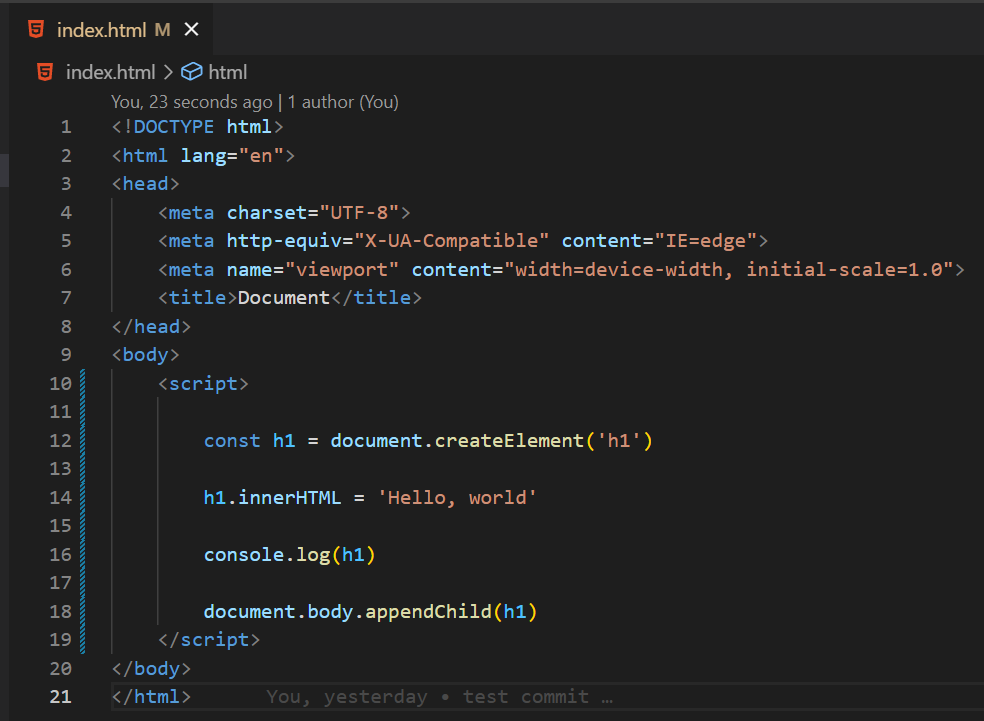 index.html M
index.html > html
You, 23 seconds ago | 1 author (You)
1 <!DOCTYPE html>
2 <html lang="en">
3 <head>
4     <meta charset="UTF-8">
5     <meta http-equiv="X-UA-Compatible" content="IE=edge">
6     <meta name="viewport" content="width=device-width, initial-scale=1.0">
7     <title>Document</title>
8 </head>
9 <body>
10     <script>
11
12         const h1 = document.createElement('h1')
13
14         h1.innerHTML = 'Hello, world'
15
16         console.log(h1)
17
18         document.body.appendChild(h1)
19     </script>
20 </body>
21 </html>     You, yesterday • test commit …